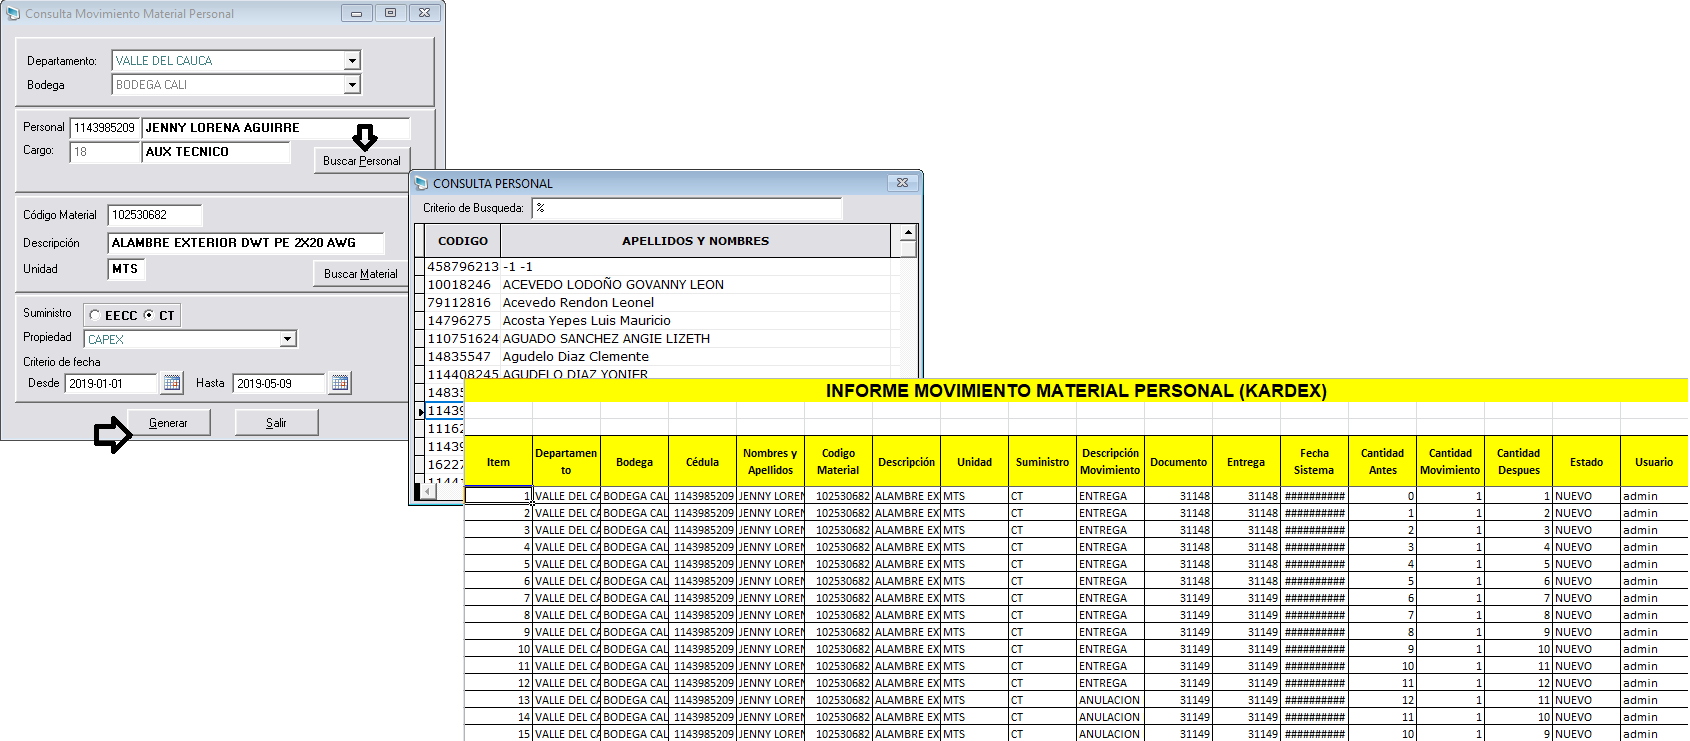 Consulta Movimiento Material Personal
Departamento: VALLE DEL CAUCA
Bodega BODEGA CALI
Personal 1143985209 JENNY LORENA AGUIRRE
Cargo: 18 AUX TECNICO
Buscar Personal
Código Material 102530682
Descripción ALAMBRE EXTERIOR DWT PE 2X20 AWG
Unidad MTS
Buscar Material
Suministro EECC CT
Propiedad CAPEX
Criterio de fecha
Desde 2019-01-01 Hasta 2019-05-09
Generar Salir
CONSULTA PERSONAL
Criterio de Busqueda: %
CODIGO APELLIDOS Y NOMBRES
458796213 -1 -1
10018246 ACEVEDO LODOÑO GOVANNY LEON
79112816 Acevedo Rendon Leonel
14796275 Acosta Yepes Luis Mauricio
110751624 AGUADO SANCHEZ ANGIE LIZETH
14835547 Agudelo Diaz Clemente
114408245 AGUDELO DIAZ YONIER
1483
1143
1116
1143
1622
INFORME MOVIMIENTO MATERIAL PERSONAL (KARDEX)
Item Departamen to Bodega Cédula Nombres y Apellidos Codigo Material Descripción Unidad Suministro Descripción Movimiento Documento Entrega Fecha Sistema Cantidad Antes Cantidad Movimiento Cantidad Despues Estado Usuario
1 VALLE DEL CA BODEGA CAL 1143985209 JENNY LOREN 102530682 ALAMBRE EX MTS CT ENTREGA 31148 31148 ########## 0 1 1 NUEVO admin
2 VALLE DEL CA BODEGA CAL 1143985209 JENNY LOREN 102530682 ALAMBRE EX MTS CT ENTREGA 31148 31148 ########## 1 1 2 NUEVO admin
3 VALLE DEL CA BODEGA CAL 1143985209 JENNY LOREN 102530682 ALAMBRE EX MTS CT ENTREGA 31148 31148 ########## 2 1 3 NUEVO admin
4 VALLE DEL CA BODEGA CAL 1143985209 JENNY LOREN 102530682 ALAMBRE EX MTS CT ENTREGA 31148 31148 ########## 3 1 4 NUEVO admin
5 VALLE DEL CA BODEGA CAL 1143985209 JENNY LOREN 102530682 ALAMBRE EX MTS CT ENTREGA 31148 31148 ########## 4 1 5 NUEVO admin
6 VALLE DEL CA BODEGA CAL 1143985209 JENNY LOREN 102530682 ALAMBRE EX MTS CT ENTREGA 31148 31148 ########## 5 1 6 NUEVO admin
7 VALLE DEL CA BODEGA CAL 1143985209 JENNY LOREN 102530682 ALAMBRE EX MTS CT ENTREGA 31149 31149 ########## 6 1 7 NUEVO admin
8 VALLE DEL CA BODEGA CAL 1143985209 JENNY LOREN 102530682 ALAMBRE EX MTS CT ENTREGA 31149 31149 ########## 7 1 8 NUEVO admin
9 VALLE DEL CA BODEGA CAL 1143985209 JENNY LOREN 102530682 ALAMBRE EX MTS CT ENTREGA 31149 31149 ########## 8 1 9 NUEVO admin
10 VALLE DEL CA BODEGA CAL 1143985209 JENNY LOREN 102530682 ALAMBRE EX MTS CT ENTREGA 31149 31149 ########## 9 1 10 NUEVO admin
11 VALLE DEL CA BODEGA CAL 1143985209 JENNY LOREN 102530682 ALAMBRE EX MTS CT ENTREGA 31149 31149 ########## 10 1 11 NUEVO admin
12 VALLE DEL CA BODEGA CAL 1143985209 JENNY LOREN 102530682 ALAMBRE EX MTS CT ENTREGA 31149 31149 ########## 11 1 12 NUEVO admin
13 VALLE DEL CA BODEGA CAL 1143985209 JENNY LOREN 102530682 ALAMBRE EX MTS CT ANULACION 31149 31149 ########## 12 1 11 NUEVO admin
14 VALLE DEL CA BODEGA CAL 1143985209 JENNY LOREN 102530682 ALAMBRE EX MTS CT ANULACION 31149 31149 ########## 11 1 10 NUEVO admin
15 VALLE DEL CA BODEGA CAL 1143985209 JENNY LOREN 102530682 ALAMBRE EX MTS CT ANULACION 31149 31149 ########## 10 1 9 NUEVO admin